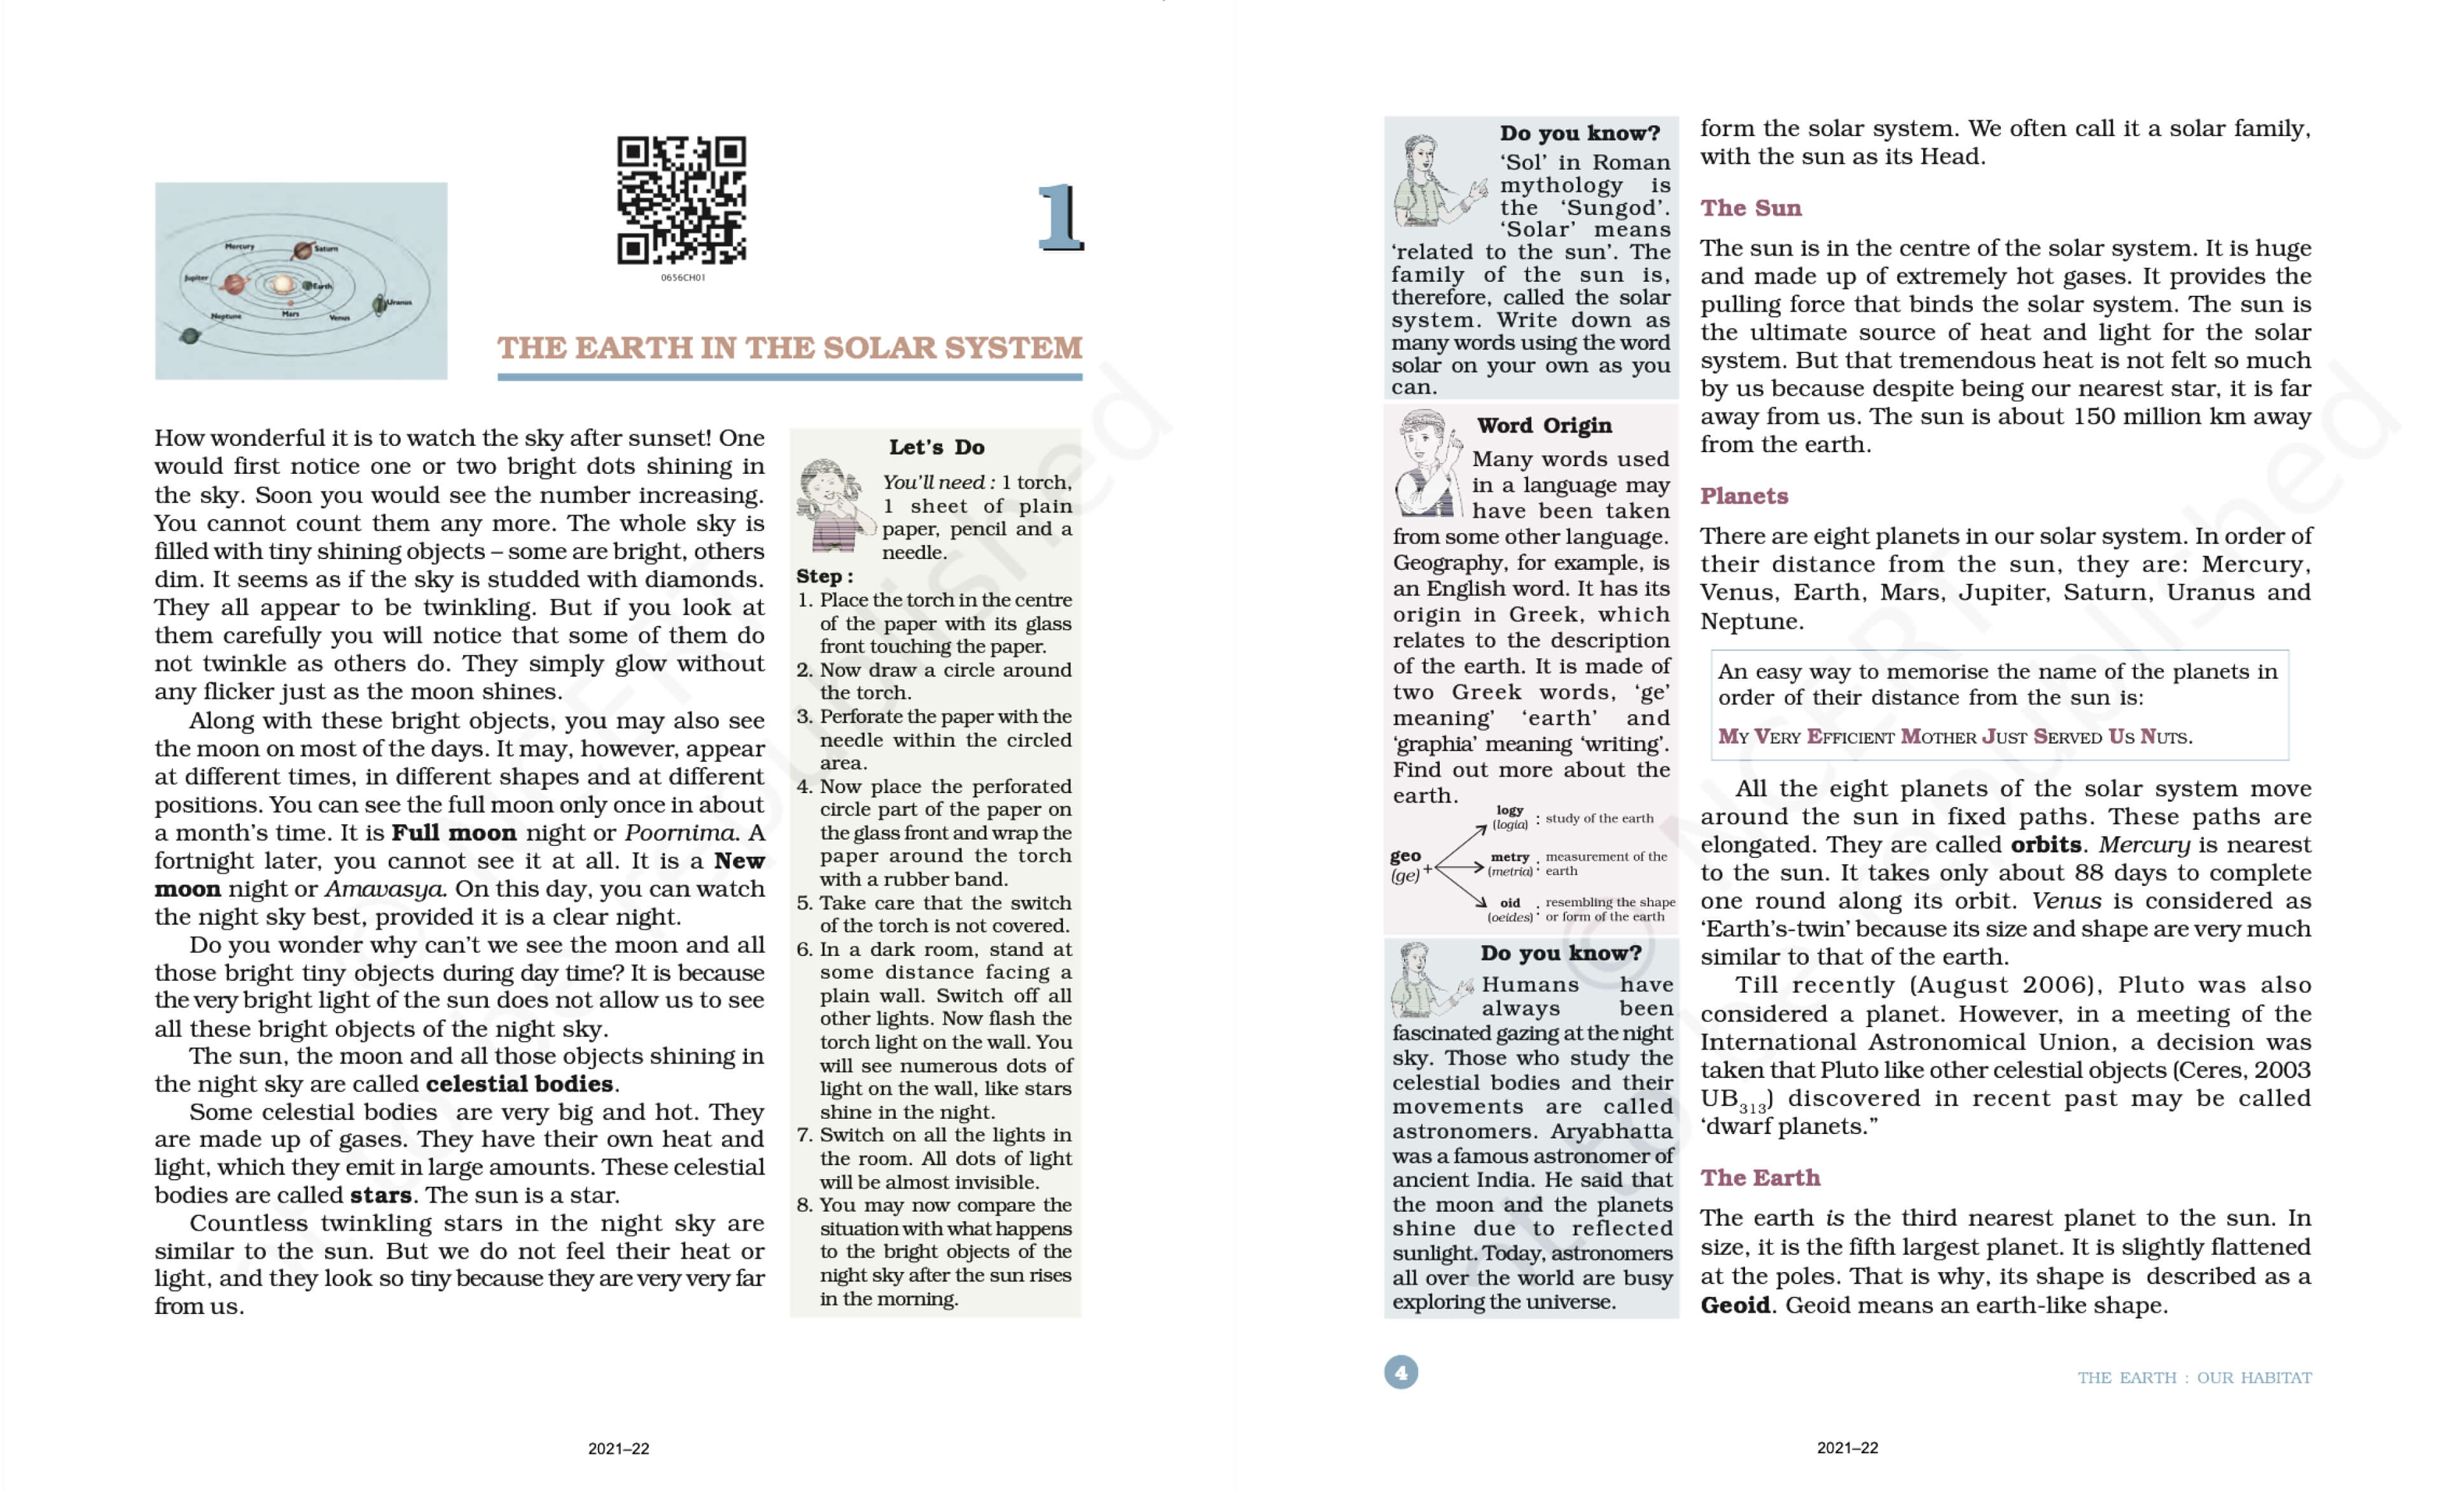 Mercury
Saturn
Jupiter
Earth
Uranus
Neptune
Mars
Venus
0656CH01
1
THE EARTH IN THE SOLAR SYSTEM
How wonderful it is to watch the sky after sunset! One
would first notice one or two bright dots shining in
the sky. Soon you would see the number increasing.
You cannot count them any more. The whole sky is
filled with tiny shining objects – some are bright, others
dim. It seems as if the sky is studded with diamonds.
They all appear to be twinkling. But if you look at
them carefully you will notice that some of them do
not twinkle as others do. They simply glow without
any flicker just as the moon shines.
Along with these bright objects, you may also see
the moon on most of the days. It may, however, appear
at different times, in different shapes and at different
positions. You can see the full moon only once in about
a month's time. It is Full moon night or Poornima. A
fortnight later, you cannot see it at all. It is a New
moon night or Amavasya. On this day, you can watch
the night sky best, provided it is a clear night.
Do you wonder why can't we see the moon and all
those bright tiny objects during day time? It is because
the very bright light of the sun does not allow us to see
all these bright objects of the night sky.
The sun, the moon and all those objects shining in
the night sky are called celestial bodies.
Some celestial bodies are very big and hot. They
are made up of gases. They have their own heat and
light, which they emit in large amounts. These celestial
bodies are called stars. The sun is a star.
Countless twinkling stars in the night sky are
similar to the sun. But we do not feel their heat or
light, and they look so tiny because they are very very far
from us.
Let's Do
You'll need : 1 torch,
1 sheet of plain
paper, pencil and a
needle.
Step :
1. Place the torch in the centre
of the paper with its glass
front touching the paper.
2. Now draw a circle around
the torch.
3. Perforate the paper with the
needle within the circled
area.
4. Now place the perforated
circle part of the paper on
the glass front and wrap the
paper around the torch
with a rubber band.
5. Take care that the switch
of the torch is not covered.
6. In a dark room, stand at
some distance facing a
plain wall. Switch off all
other lights. Now flash the
torch light on the wall. You
will see numerous dots of
light on the wall, like stars
shine in the night.
7. Switch on all the lights in
the room. All dots of light
will be almost invisible.
8. You may now compare the
situation with what happens
to the bright objects of the
night sky after the sun rises
in the morning.
2021–22
Do you know?
'Sol' in Roman
mythology is
the 'Sungod'.
'Solar' means
'related to the sun'. The
family of the sun is,
therefore, called the solar
system. Write down as
many words using the word
solar on your own as you
can.
Word Origin
Many words used
in a language may
have been taken
from some other language.
Geography, for example, is
an English word. It has its
origin in Greek, which
relates to the description
of the earth. It is made of
two Greek words, 'ge'
meaning' 'earth' and
'graphia' meaning 'writing'.
Find out more about the
earth.
logy
(logia) : study of the earth
geo
(ge) +
metry : measurement of the
(metria) earth
oid : resembling the shape
(oeides) or form of the earth
Do you know?
Humans have
always been
fascinated gazing at the night
sky. Those who study the
celestial bodies and their
movements are called
astronomers. Aryabhatta
was a famous astronomer of
ancient India. He said that
the moon and the planets
shine due to reflected
sunlight. Today, astronomers
all over the world are busy
exploring the universe.
form the solar system. We often call it a solar family,
with the sun as its Head.
The Sun
The sun is in the centre of the solar system. It is huge
and made up of extremely hot gases. It provides the
pulling force that binds the solar system. The sun is
the ultimate source of heat and light for the solar
system. But that tremendous heat is not felt so much
by us because despite being our nearest star, it is far
away from us. The sun is about 150 million km away
from the earth.
Planets
There are eight planets in our solar system. In order of
their distance from the sun, they are: Mercury,
Venus, Earth, Mars, Jupiter, Saturn, Uranus and
Neptune.
An easy way to memorise the name of the planets in
order of their distance from the sun is:
MY VERY EFFICIENT MOTHER JUST SERVED US NUTS.
All the eight planets of the solar system move
around the sun in fixed paths. These paths are
elongated. They are called orbits. Mercury is nearest
to the sun. It takes only about 88 days to complete
one round along its orbit. Venus is considered as
'Earth's-twin' because its size and shape are very much
similar to that of the earth.
Till recently (August 2006), Pluto was also
considered a planet. However, in a meeting of the
International Astronomical Union, a decision was
taken that Pluto like other celestial objects (Ceres, 2003
UB313) discovered in recent past may be called
'dwarf planets."
The Earth
The earth is the third nearest planet to the sun. In
size, it is the fifth largest planet. It is slightly flattened
at the poles. That is why, its shape is described as a
Geoid. Geoid means an earth-like shape.
4
THE EARTH : OUR HABITAT
2021–22